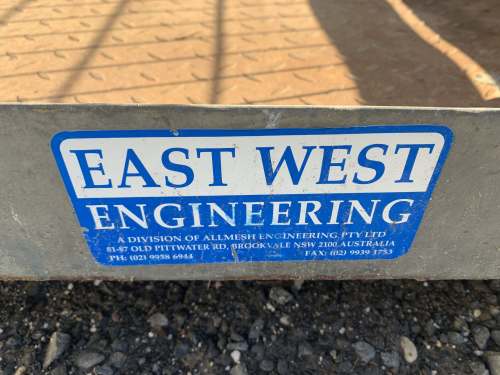 EAST WEST
ENGINEERING
A DIVISION OF ALLMESH ENGINEERING, PTY LTD
81-87 OLD PITTWATER RD, BROOKVALE NSW 2100, AUSTRALIA
PH: (02) 9938 6944 FAX: (02) 9939 1753